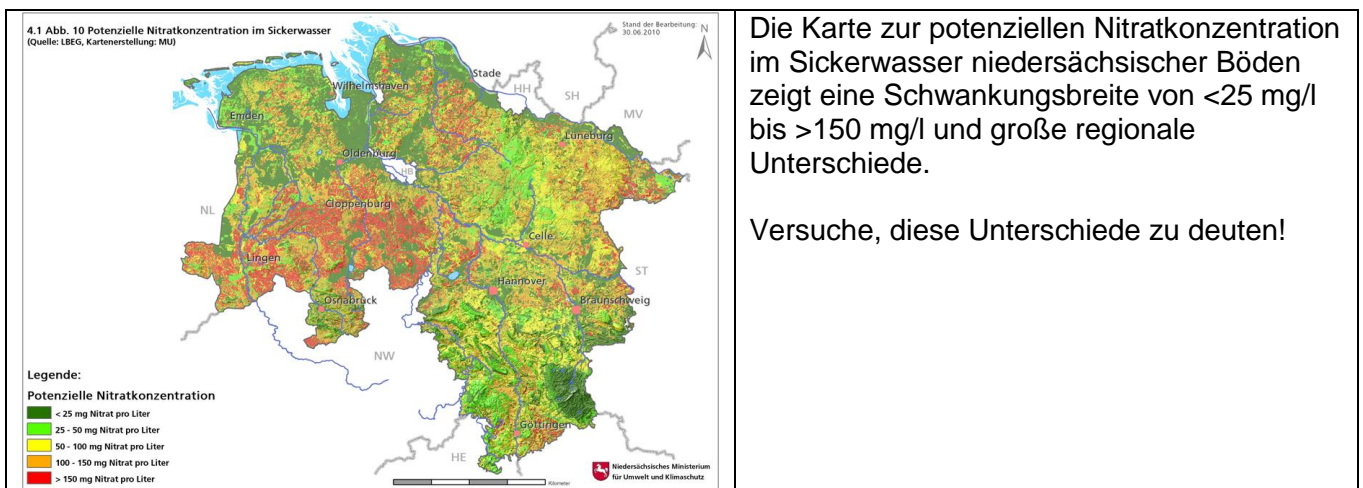 4.1 Abb. 10 Potenzielle Nitratkonzentration im Sickerwasser
(Quelle: LBEG, Kartenerstellung: MU)
Stand der Bearbeitung:
30.06.2010
N
Stade
HH
SH
Wilhelmshaven
MV
Emden
Lüneburg
Oldenburg
HB
Cloppenburg
NL
Celle
Lingen
ST
Hannover
Osnabrück
Braunschweig
NW
Göttingen
HE
Legende:
Potenzielle Nitratkonzentration
< 25 mg Nitrat pro Liter
25 - 50 mg Nitrat pro Liter
50 - 100 mg Nitrat pro Liter
100 - 150 mg Nitrat pro Liter
> 150 mg Nitrat pro Liter
Kilometer
Niedersächsisches Ministerium
für Umwelt und Klimaschutz
Die Karte zur potenziellen Nitratkonzentration
im Sickerwasser niedersächsischer Böden
zeigt eine Schwankungsbreite von <25 mg/l
bis >150 mg/l und große regionale
Unterschiede.
Versuche, diese Unterschiede zu deuten!